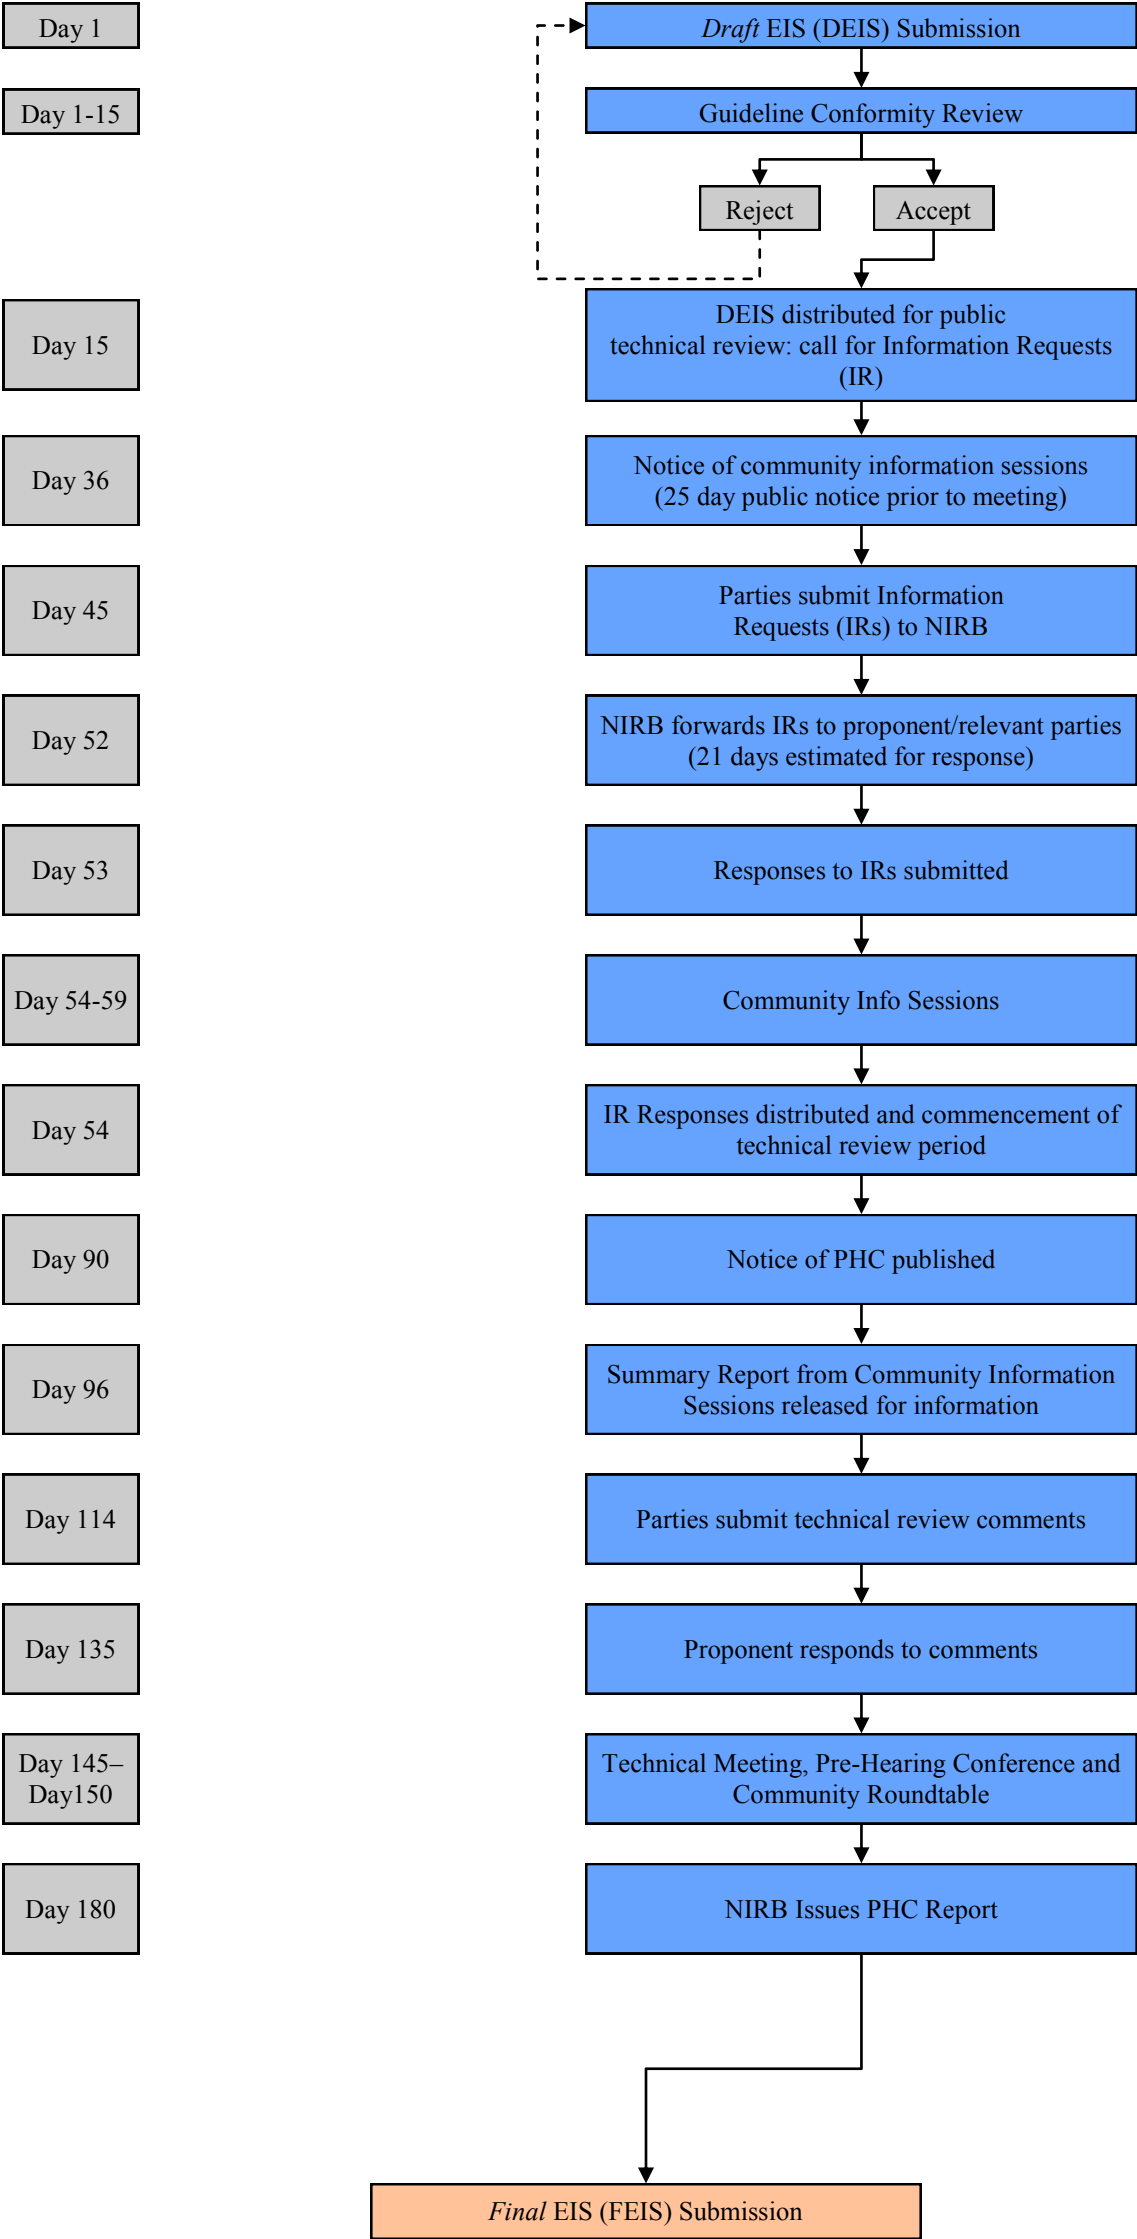 Day 1
Draft EIS (DEIS) Submission
Day 1-15
Guideline Conformity Review
Reject
Accept
Day 15
DEIS distributed for public
technical review: call for Information Requests
(IR)
Day 36
Notice of community information sessions
(25 day public notice prior to meeting)
Day 45
Parties submit Information
Requests (IRs) to NIRB
Day 52
NIRB forwards IRs to proponent/relevant parties
(21 days estimated for response)
Day 53
Responses to IRs submitted
Day 54-59
Community Info Sessions
Day 54
IR Responses distributed and commencement of
technical review period
Day 90
Notice of PHC published
Day 96
Summary Report from Community Information
Sessions released for information
Day 114
Parties submit technical review comments
Day 135
Proponent responds to comments
Day 145–
Day150
Technical Meeting, Pre-Hearing Conference and
Community Roundtable
Day 180
NIRB Issues PHC Report
Final EIS (FEIS) Submission